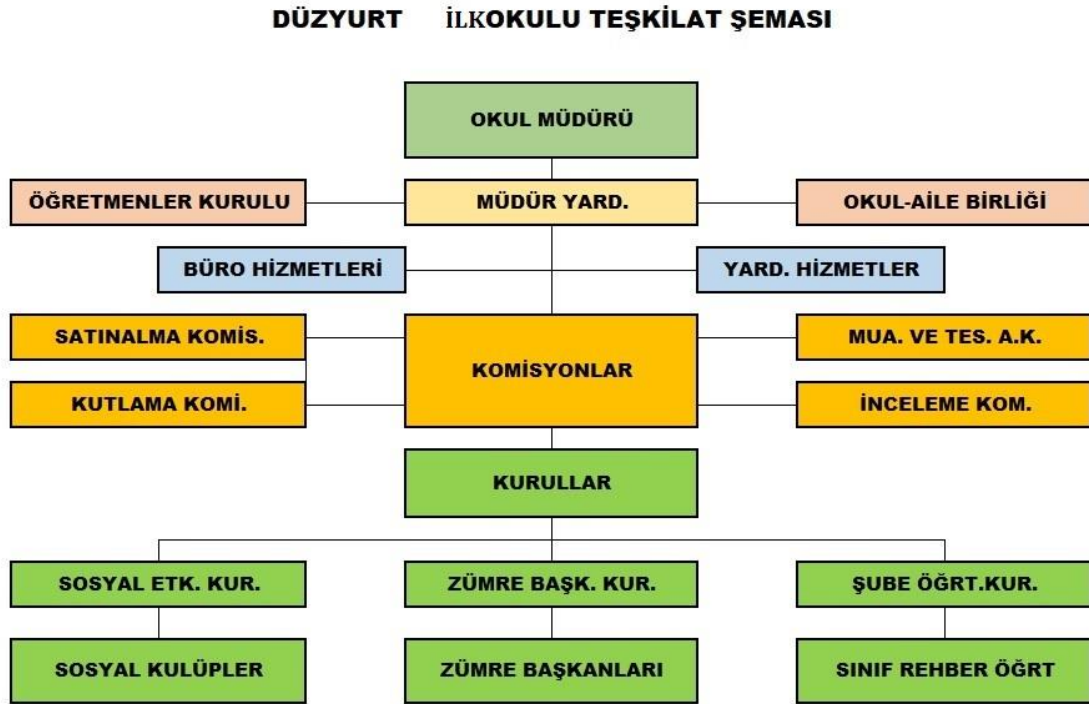 DÜZYURT İLKOKULU TEŞKİLAT ŞEMASI
OKUL MÜDÜRÜ
ÖĞRETMENLER KURULU
MÜDÜR YARD.
OKUL-AİLE BİRLİĞİ
BÜRO HİZMETLERİ
YARD. HİZMETLER
SATINALMA KOMİS.
KOMİSYONLAR
MUA. VE TES. A.K.
KUTLAMA KOMİ.
İNCELEME KOM.
KURULLAR
SOSYAL ETK. KUR.
ZÜMRE BAŞK. KUR.
ŞUBE ÖĞRT.KUR.
SOSYAL KULÜPLER
ZÜMRE BAŞKANLARI
SINIF REHBER ÖĞRT